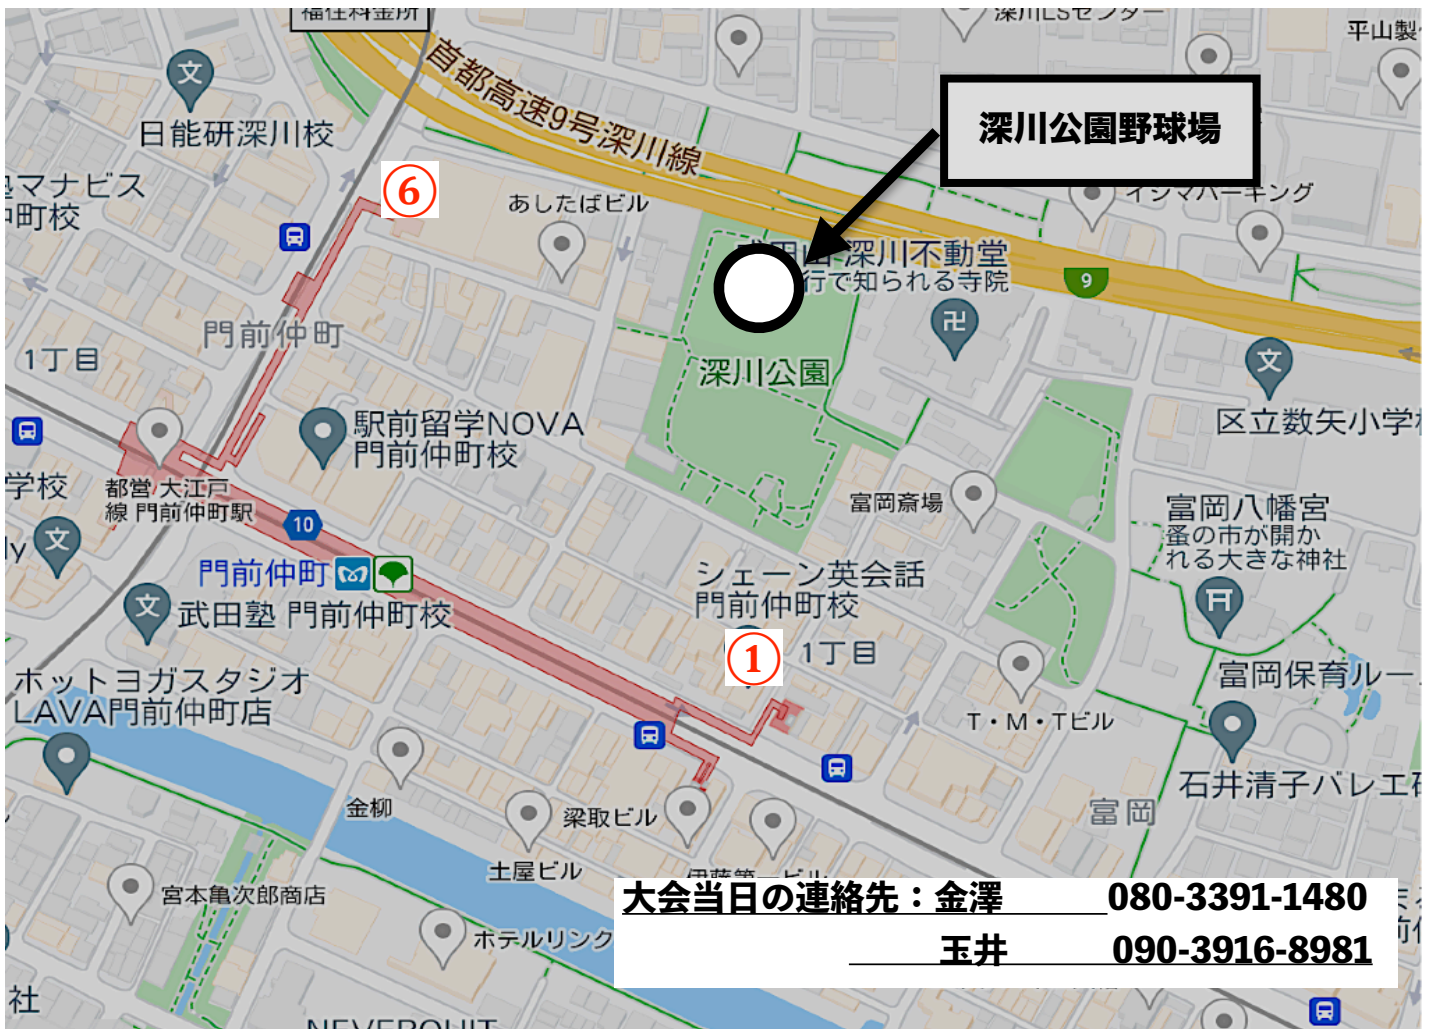 福住料金所
深川LSセンター
平山製
首都高速9号深川線
日能研深川校
深川公園野球場
マナビス
町校
⑥
あしたばビル
イシマパーキング
深川不動堂
行で知られる寺院
9
門前仲町
1丁目
深川公園
区立数矢小学
駅前留学NOVA
門前仲町校
学校
都営 大江戸
線 門前仲町駅
富岡斎場
富岡八幡宮
蚤の市が開か
れる大きな神社
10
ly
門前仲町
シェーン英会話
門前仲町校
武田塾 門前仲町校
①
1丁目
ホットヨガスタジオ
LAVA門前仲町店
富岡保育ルー
T・M・Tビル
石井清子バレエ
金柳
梁取ビル
富岡
土屋ビル
伊藤第一ビル
宮本亀次郎商店
大会当日の連絡先：金澤 080-3391-1480
玉井 090-3916-8981
ホテルリンク
社